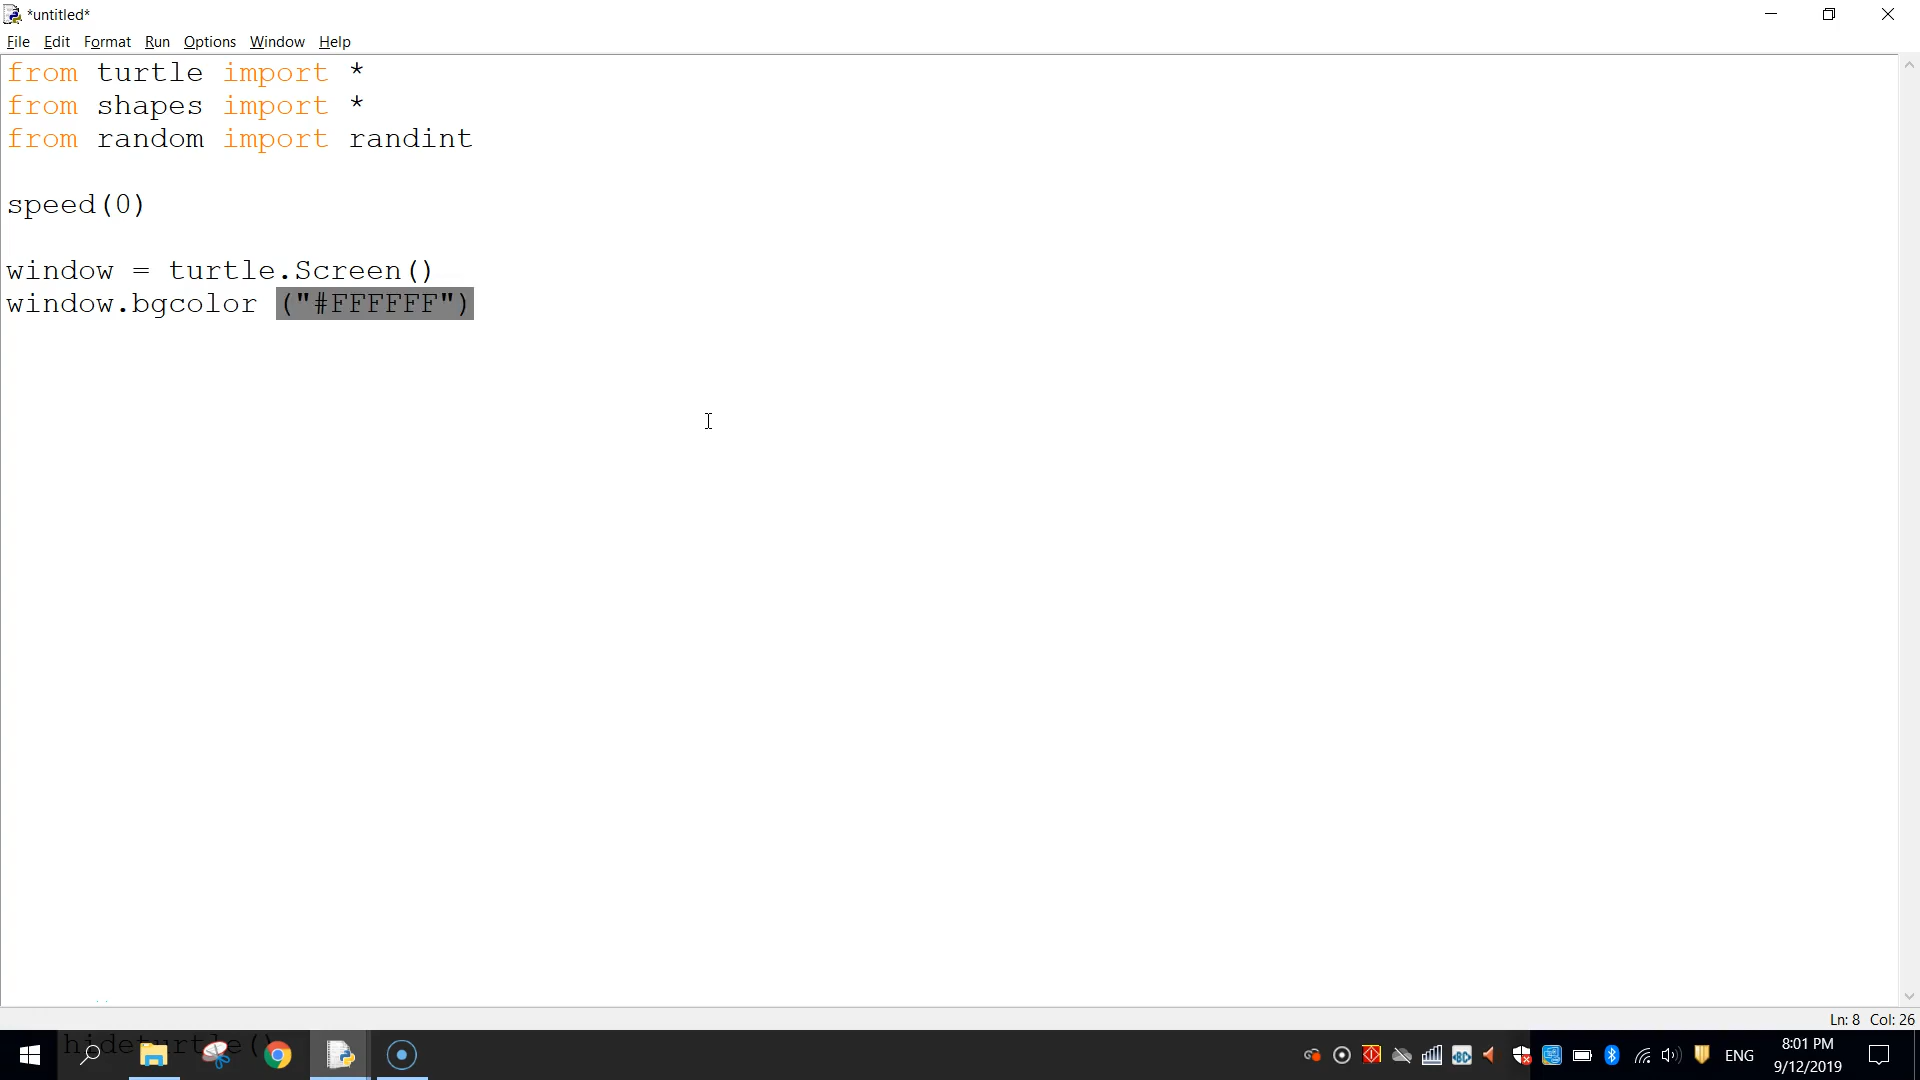 *untitled*
File Edit Format Run Options Window Help
from turtle import *
from shapes import *
from random import randint
speed(0)
window = turtle.Screen()
window.bgcolor ("#FFFFFF")
Ln: 8 Col: 26
hideturtle()
ENG
8:01 PM
9/12/2019